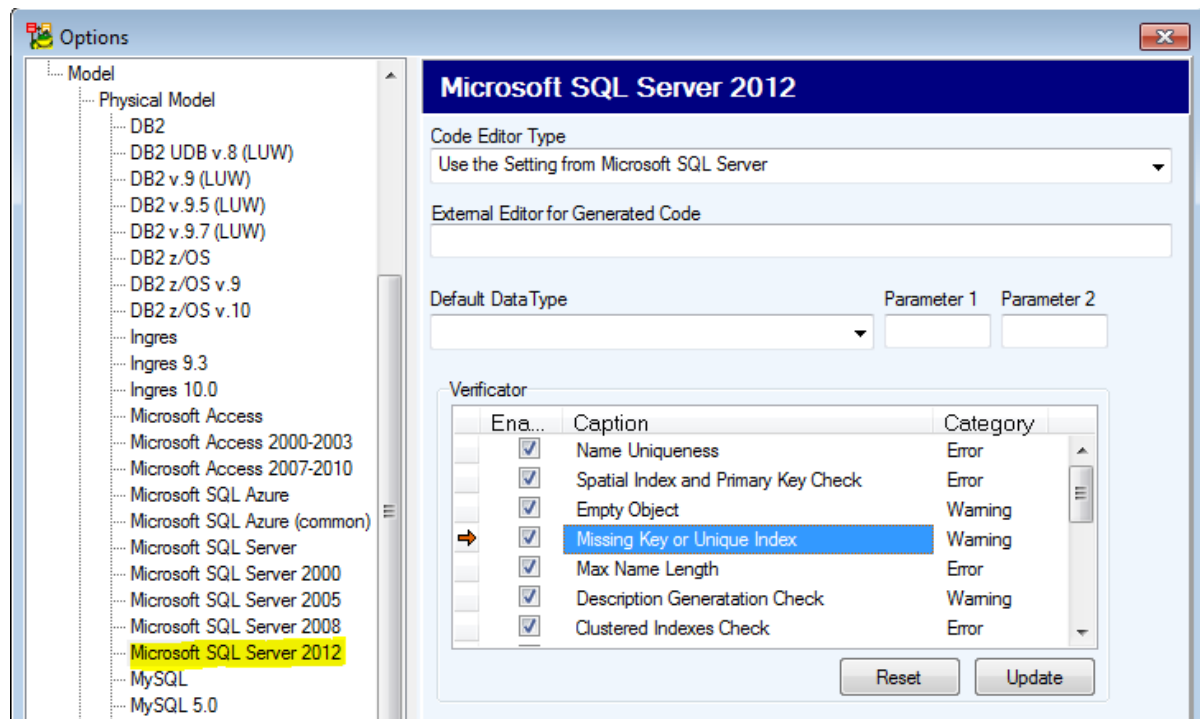 Options
Model
Physical Model
DB2
DB2 UDB v.8 (LUW)
DB2 v.9 (LUW)
DB2 v.9.5 (LUW)
DB2 v.9.7 (LUW)
DB2 z/OS
DB2 z/OS v.9
DB2 z/OS v.10
Ingres
Ingres 9.3
Ingres 10.0
Microsoft Access
Microsoft Access 2000-2003
Microsoft Access 2007-2010
Microsoft SQL Azure
Microsoft SQL Azure (common)
Microsoft SQL Server
Microsoft SQL Server 2000
Microsoft SQL Server 2005
Microsoft SQL Server 2008
Microsoft SQL Server 2012
MySQL
MySQL 5.0
Microsoft SQL Server 2012
Code Editor Type
Use the Setting from Microsoft SQL Server
External Editor for Generated Code
Default DataType Parameter 1 Parameter 2
Verificator
Ena... Caption Category
Name Uniqueness Error
Spatial Index and Primary Key Check Error
Empty Object Warning
Missing Key or Unique Index Warning
Max Name Length Error
Description Generatation Check Warning
Clustered Indexes Check Error
Reset Update